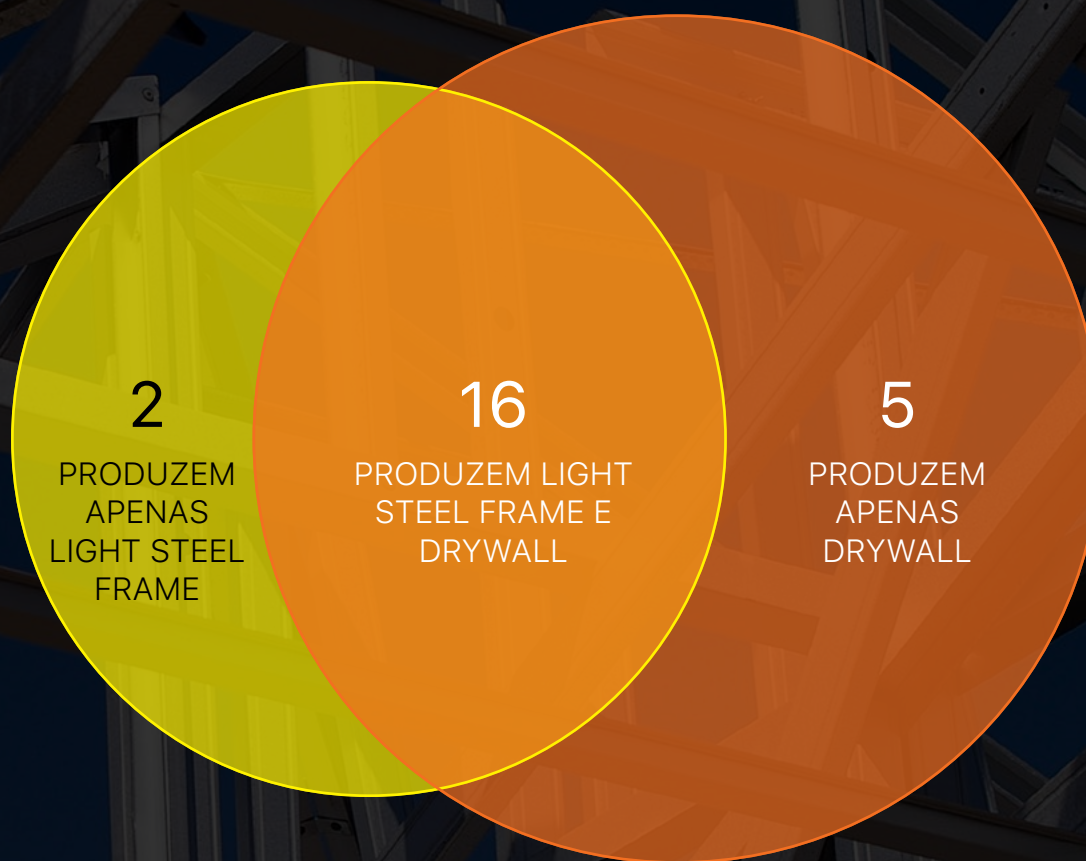 2
PRODUZEM
APENAS
LIGHT STEEL
FRAME
16
PRODUZEM LIGHT
STEEL FRAME E
DRYWALL
5
PRODUZEM
APENAS
DRYWALL